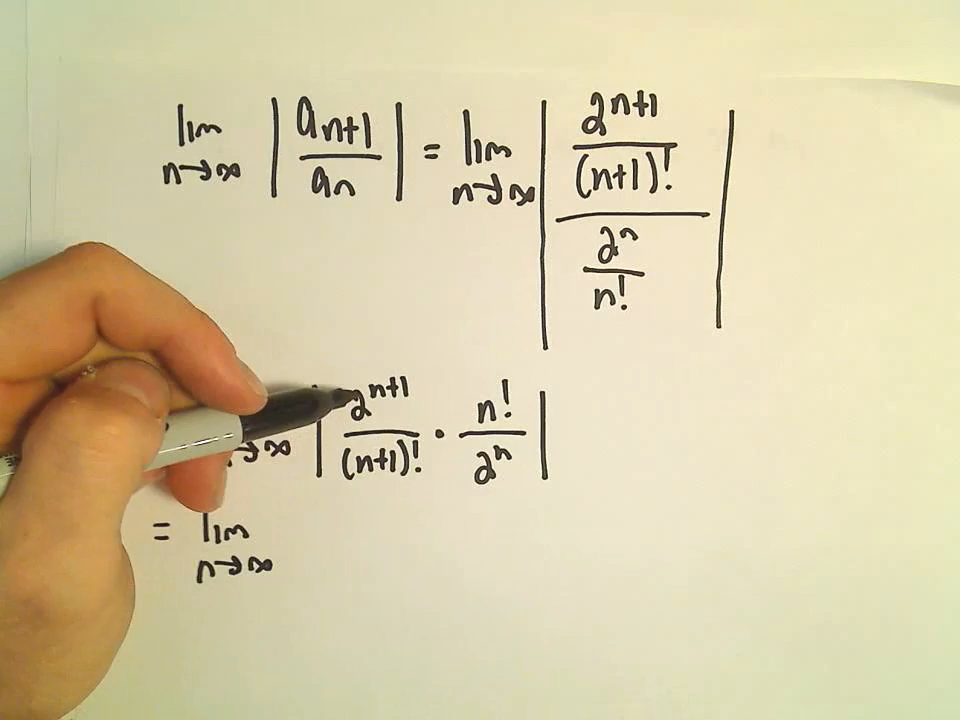 lim n→∞ | a_{n+1} / a_n | = lim n→∞ | (2^{n+1} / (n+1)!) / (2^n / n!) |
n→∞ | 2^{n+1} / (n+1)! · n! / 2^n |
= lim n→∞